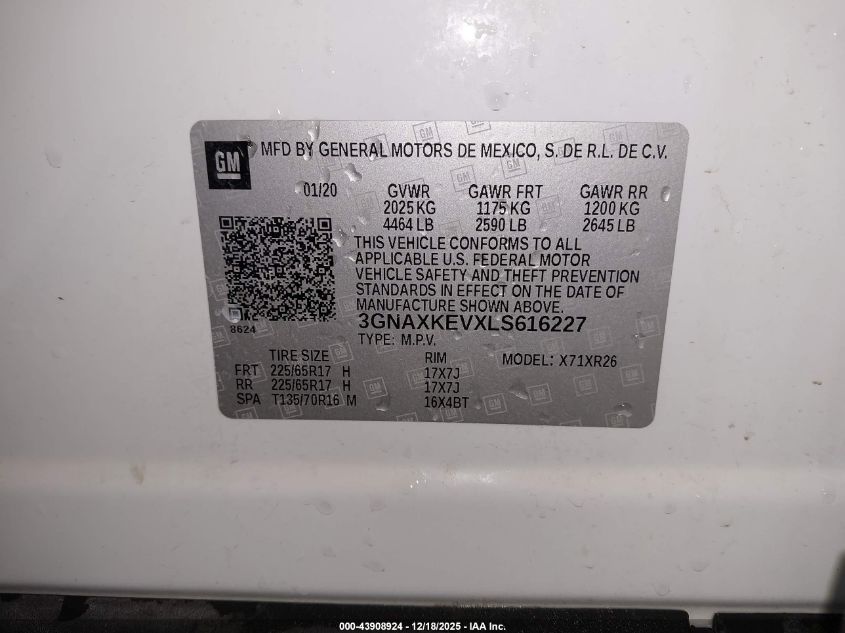 GM MFD BY GENERAL MOTORS DE MEXICO, S. DE R.L. DE C.V.
01/20 GVWR GAWR FRT GAWR RR
2025 KG 1175 KG 1200 KG
4464 LB 2590 LB 2645 LB
THIS VEHICLE CONFORMS TO ALL
APPLICABLE U.S. FEDERAL MOTOR
VEHICLE SAFETY AND THEFT PREVENTION
STANDARDS IN EFFECT ON THE DATE OF
MANUFACTURE SHOWN ABOVE.
8624 3GNAXKEVXLS616227
TYPE: M.P.V.
TIRE SIZE RIM MODEL: X71XR26
FRT 225/65R17 H 17X7J
RR 225/65R17 H 17X7J
SPA T135/70R16 M 16X4BT
000-43908924 - 12/18/2025 - IAA Inc.